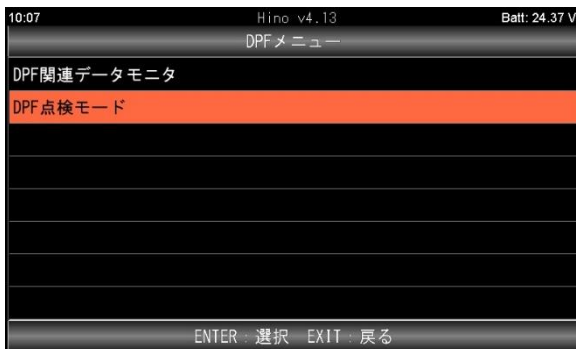 10:07 Hino v4.13 Batt: 24.37 V
DPFメニュー
DPF関連データモニタ
DPF点検モード
ENTER：選択 EXIT：戻る